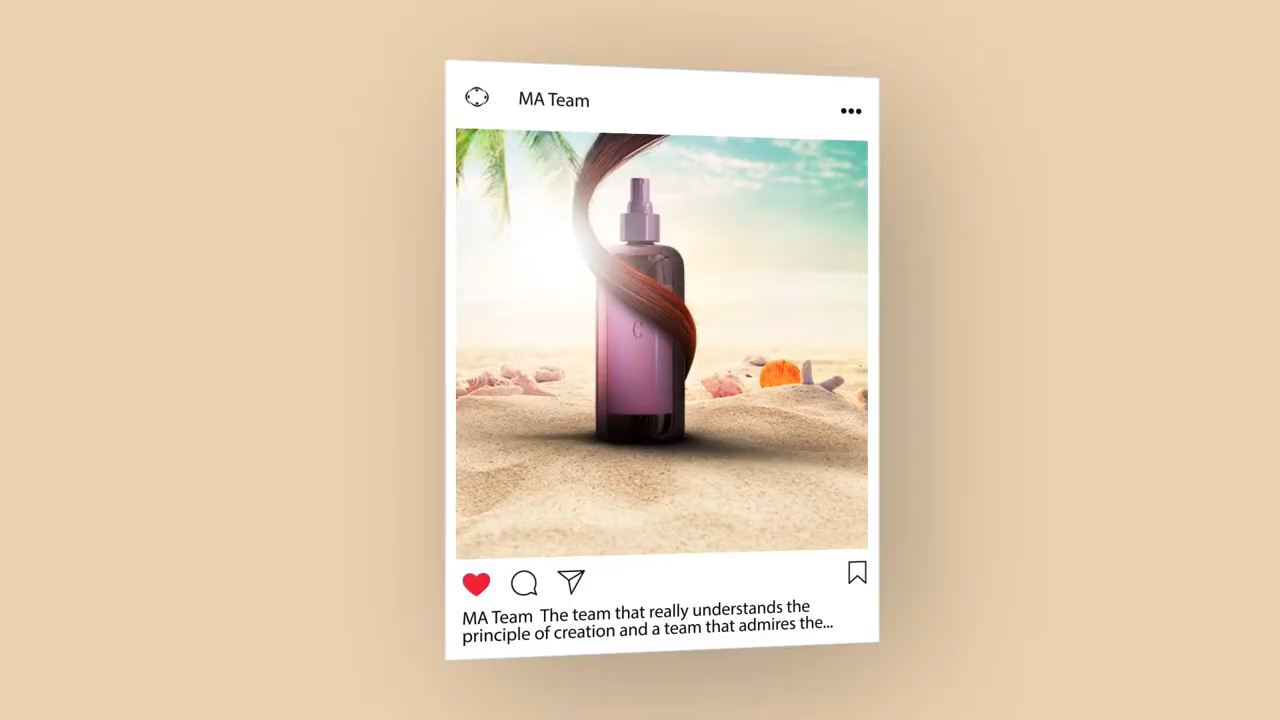 MA Team
C
MA Team The team that really understands the
principle of creation and a team that admires the...